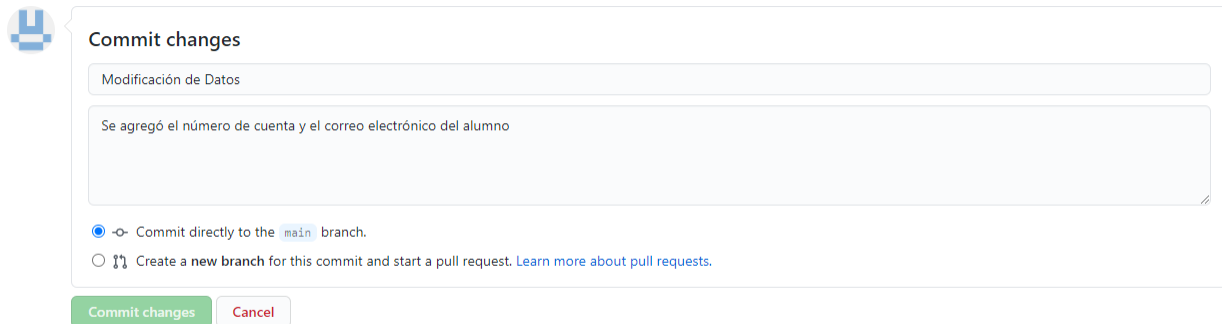 Commit changes
Modificación de Datos
Se agregó el número de cuenta y el correo electrónico del alumno
Commit directly to the main branch.
Create a new branch for this commit and start a pull request. Learn more about pull requests.
Commit changes Cancel